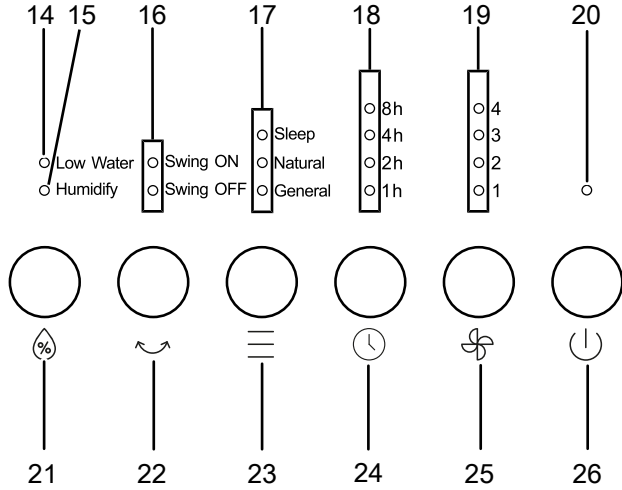 14 15 16 17 18 19 20
8h 4
Sleep 4h 3
Low Water Swing ON Natural 2h 2
Humidify Swing OFF General 1h 1
%
21 22 23 24 25 26